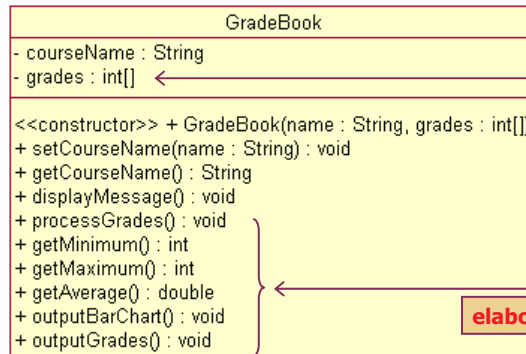 GradeBook
- courseName : String
- grades : int[]
<<constructor>> + GradeBook(name : String, grades : int[])
+ setCourseName(name : String) : void
+ getCourseName() : String
+ displayMessage() : void
+ processGrades() : void
+ getMinimum() : int
+ getMaximum() : int
+ getAverage() : double
+ outputBarChart() : void
+ outputGrades() : void